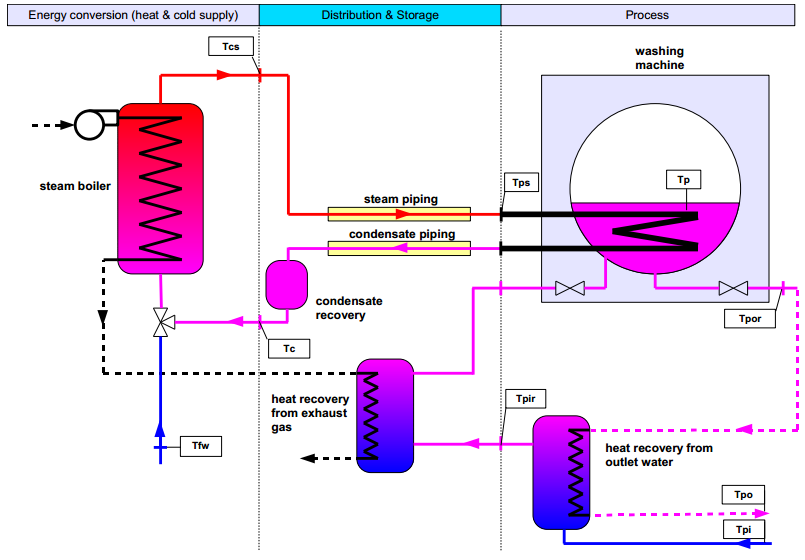 Energy conversion (heat & cold supply)
Distribution & Storage
Process
Tcs
washing
machine
steam boiler
Tps
Tp
steam piping
condensate piping
condensate
recovery
Tpor
Tc
heat recovery
from exhaust
gas
Tpir
Tfw
heat recovery from
outlet water
Tpo
Tpi